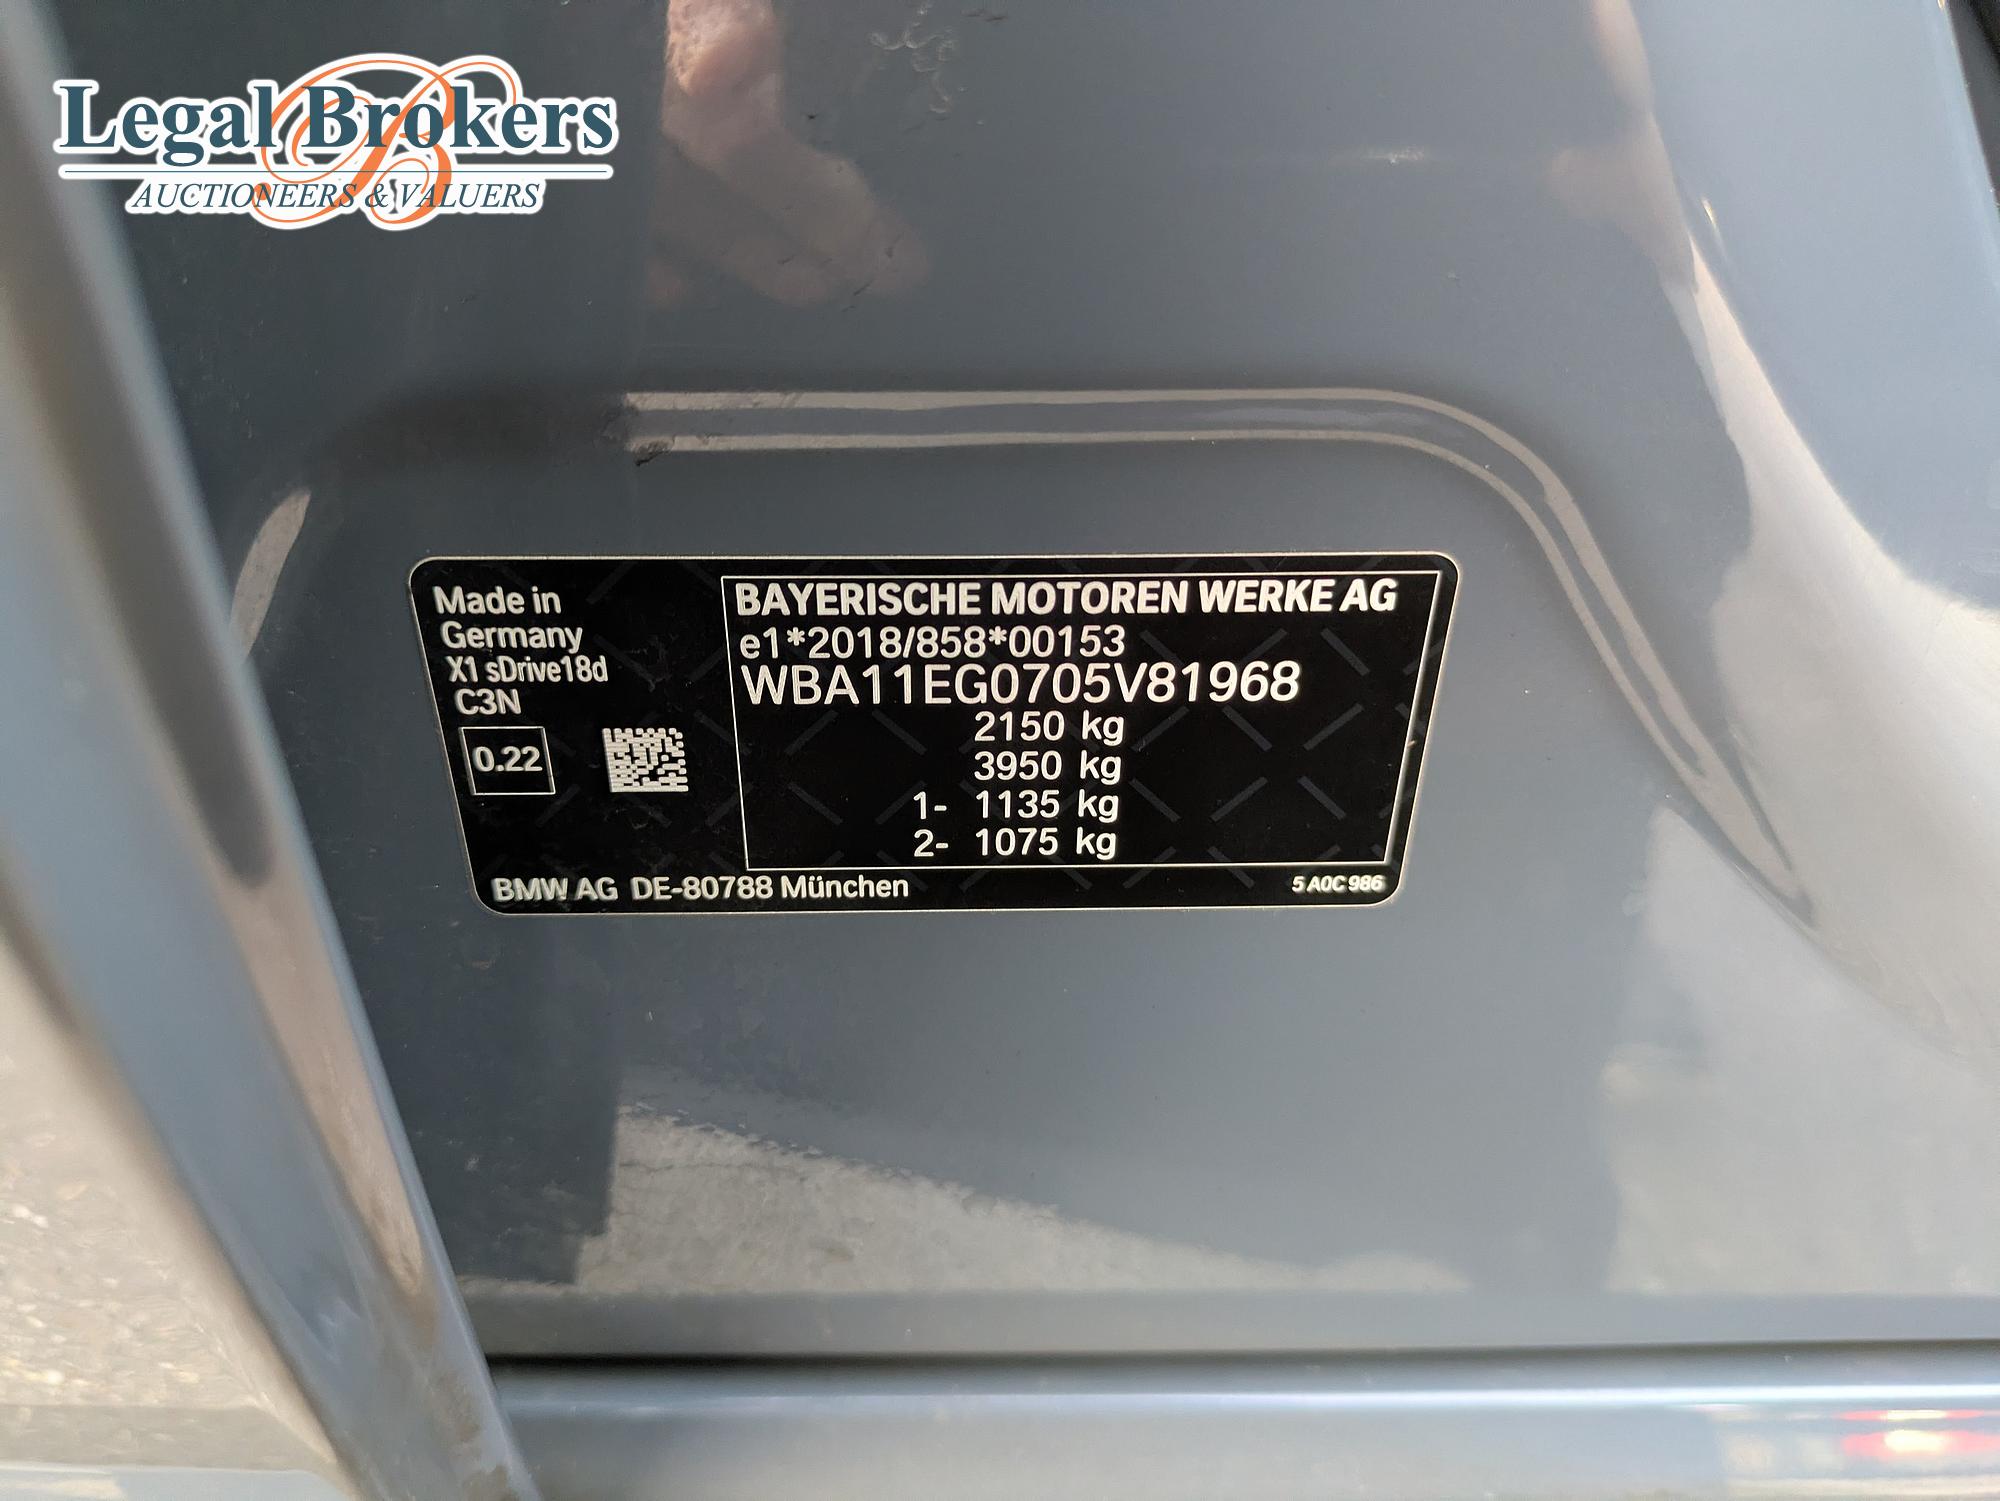 Legal Brokers
AUCTIONEERS & VALUERS
Made in
Germany
X1 sDrive18d
C3N
0.22
BAYERISCHE MOTOREN WERKE AG
e1*2018/858*00153
WBA11EG0705V81968
2150 kg
3950 kg
1- 1135 kg
2- 1075 kg
BMW AG DE-80788 München
5 A0C 986